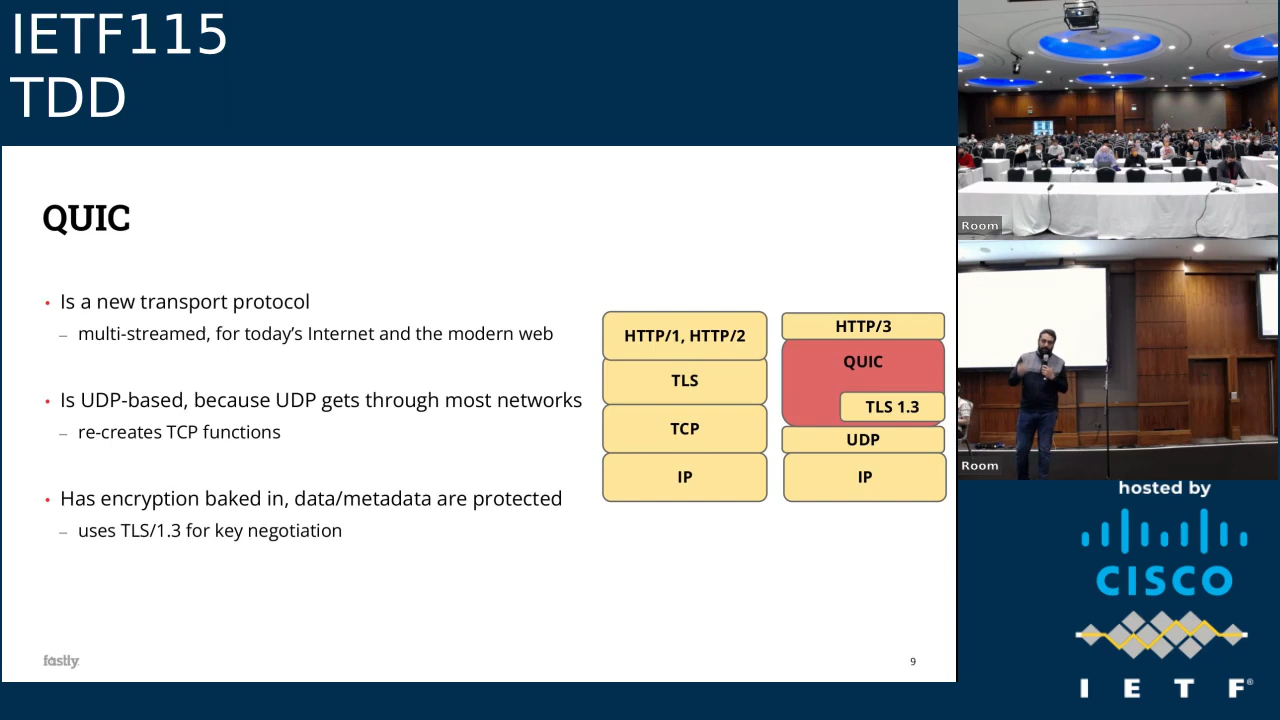 IETF115
TDD
QUIC
• Is a new transport protocol
– multi-streamed, for today's Internet and the modern web
• Is UDP-based, because UDP gets through most networks
– re-creates TCP functions
• Has encryption baked in, data/metadata are protected
– uses TLS/1.3 for key negotiation
HTTP/1, HTTP/2
TLS
TCP
IP
HTTP/3
QUIC
TLS 1.3
UDP
IP
fastly
9
Room
Room
hosted by
CISCO
I E T F®